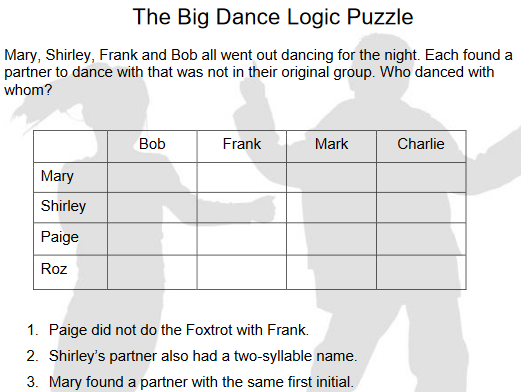 The Big Dance Logic Puzzle
Mary, Shirley, Frank and Bob all went out dancing for the night. Each found a
partner to dance with that was not in their original group. Who danced with
whom?
Bob Frank Mark Charlie
Mary
Shirley
Paige
Roz
1. Paige did not do the Foxtrot with Frank.
2. Shirley's partner also had a two-syllable name.
3. Mary found a partner with the same first initial.